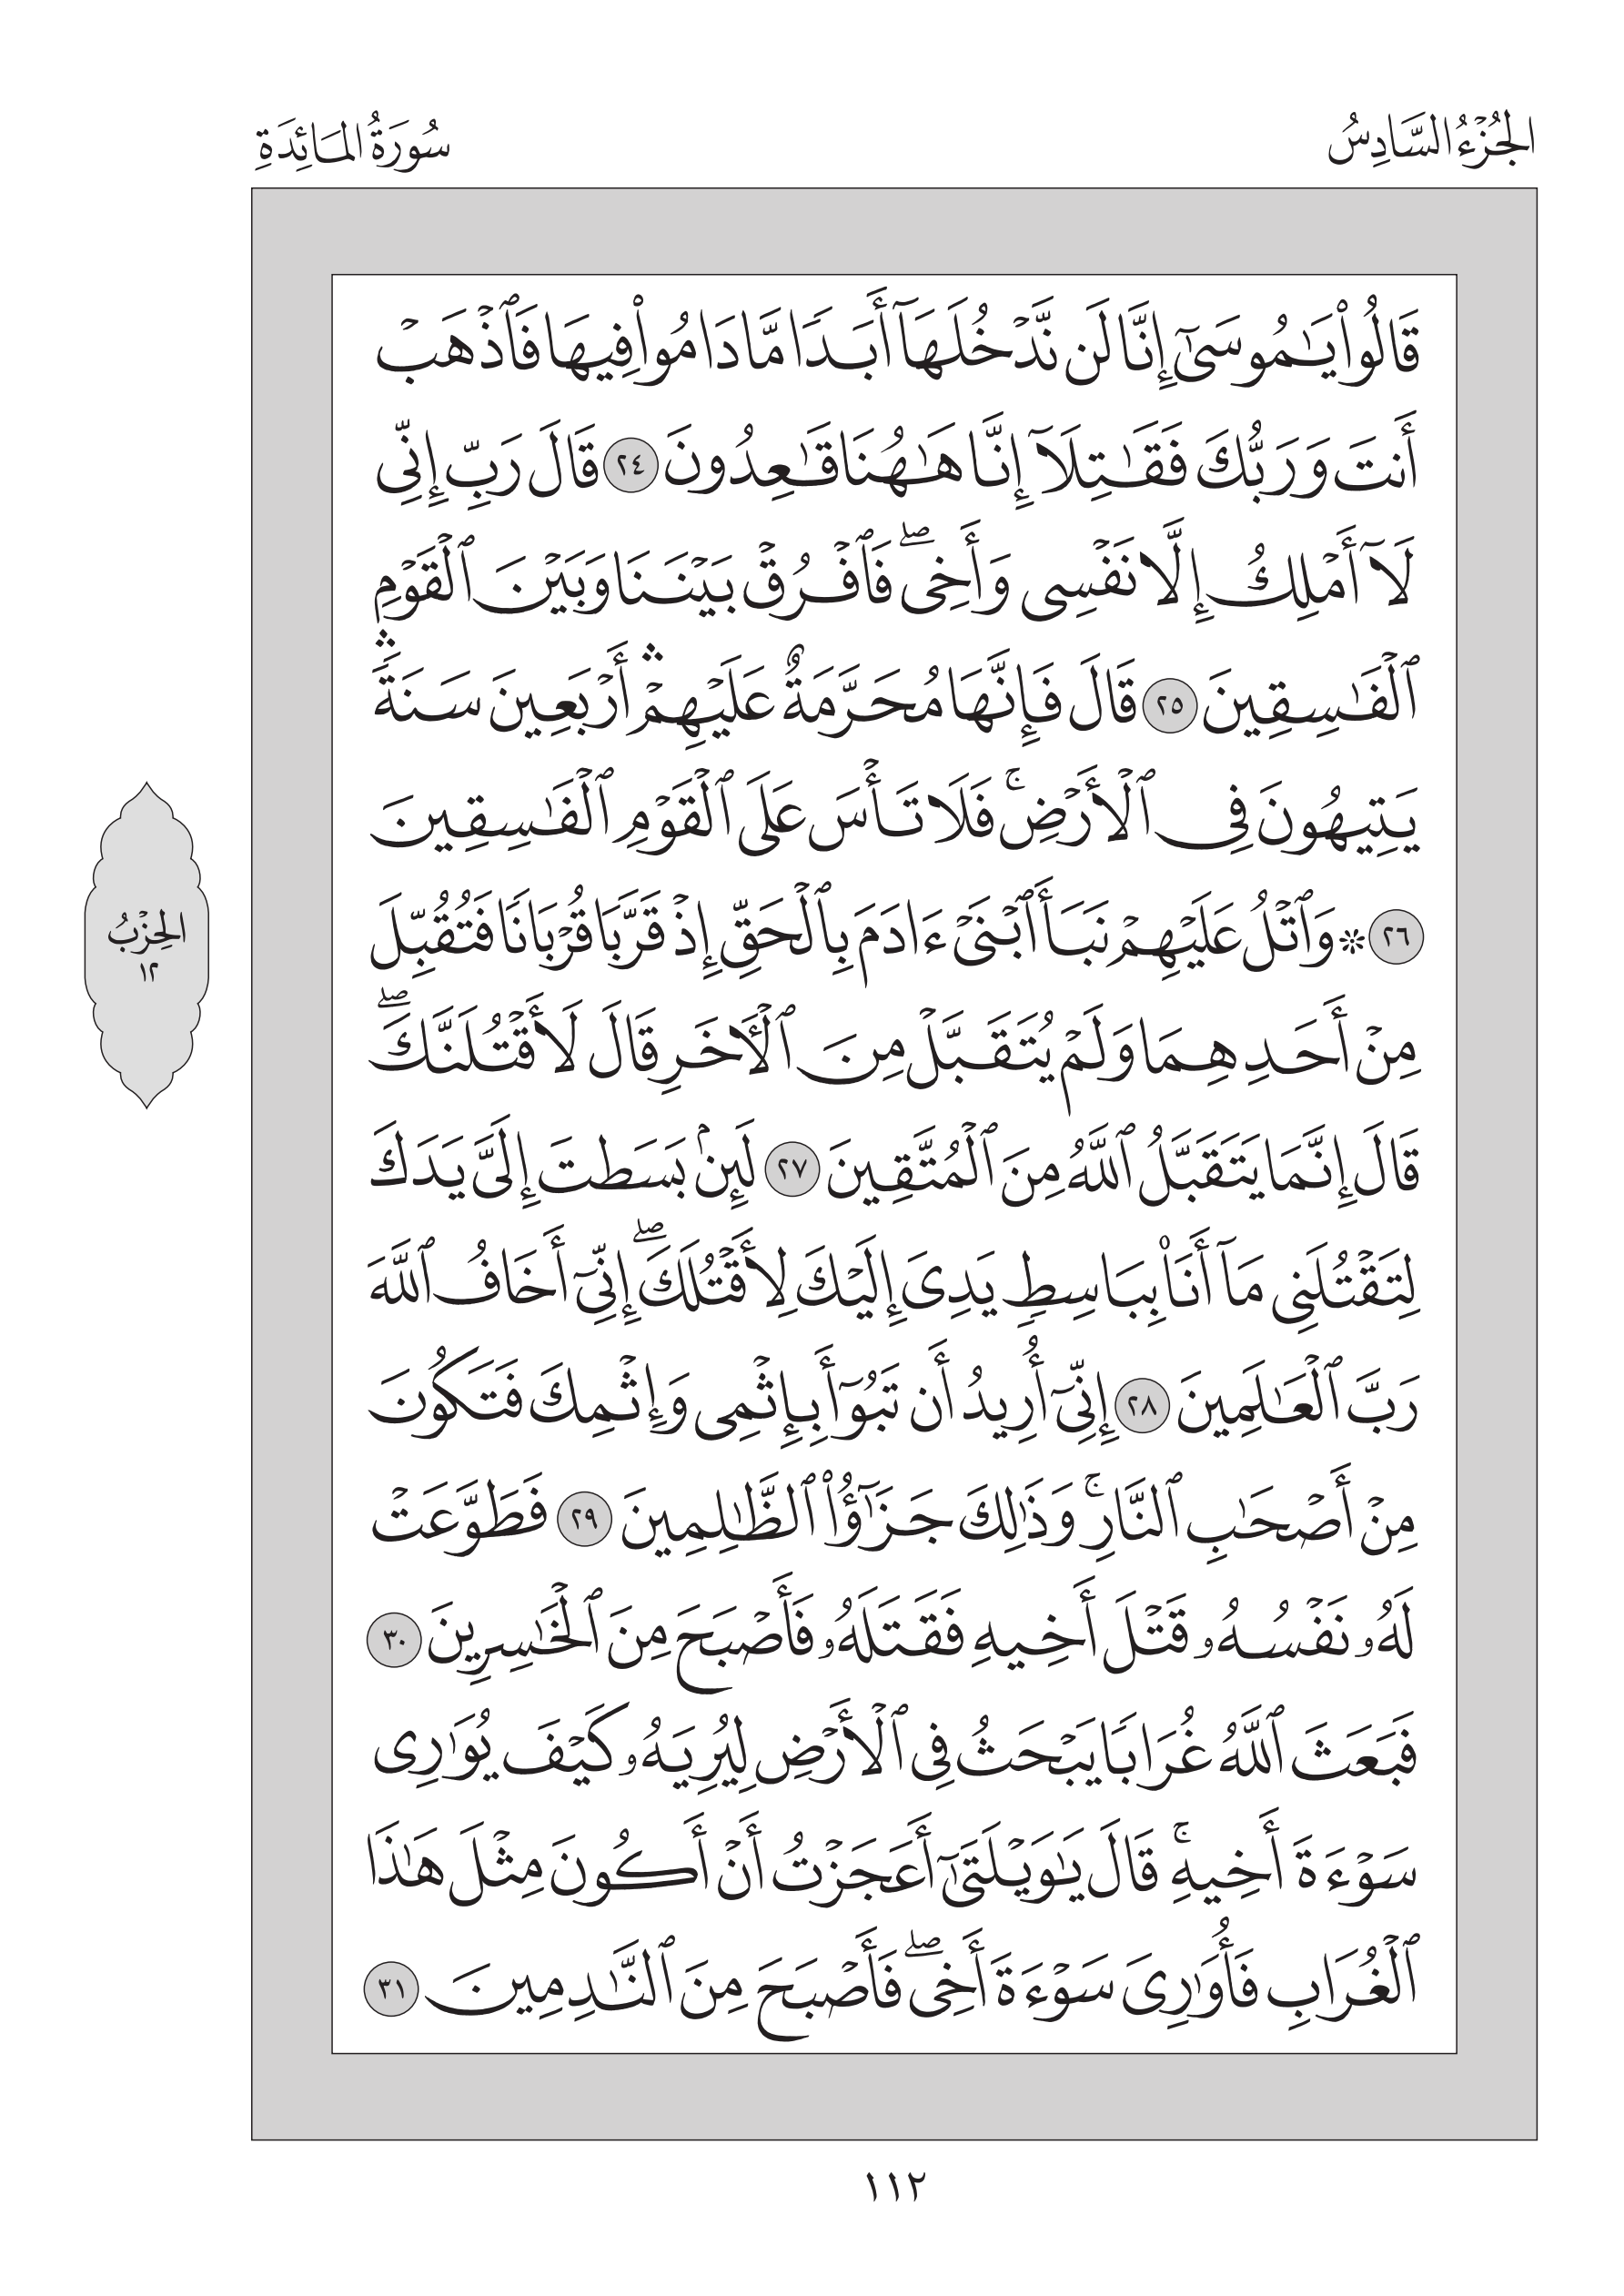 الجُزْءُ السَّادِسُ
سُورَةُ المَائِدَةِ
قَالُوا۟ يَـٰمُوسَىٰٓ إِنَّا لَن نَّدۡخُلَهَآ أَبَدٗا مَّا دَامُوا۟ فِيهَا فَٱذۡهَبۡ
أَنتَ وَرَبُّكَ فَقَـٰتِلَآ إِنَّا هَـٰهُنَا قَـٰعِدُونَ ٢٤ قَالَ رَبِّ إِنِّي
لَآ أَمۡلِكُ إِلَّا نَفۡسِي وَأَخِيۖ فَٱفۡرُقۡ بَيۡنَنَا وَبَيۡنَ ٱلۡقَوۡمِ
ٱلۡفَـٰسِقِينَ ٢٥ قَالَ فَإِنَّهَا مُحَرَّمَةٌ عَلَيۡهِمۡۛ أَرۡبَعِينَ سَنَةٗۛ
يَتِيهُونَ فِي ٱلۡأَرۡضِۚ فَلَا تَأۡسَ عَلَى ٱلۡقَوۡمِ ٱلۡفَـٰسِقِينَ
٢٦ ۞ وَٱتۡلُ عَلَيۡهِمۡ نَبَأَ ٱبۡنَيۡ ءَادَمَ بِٱلۡحَقِّ إِذۡ قَرَّبَا قُرۡبَانٗا فَتُقُبِّلَ
مِنۡ أَحَدِهِمَا وَلَمۡ يُتَقَبَّلۡ مِنَ ٱلۡأٓخَرِ قَالَ لَأَقۡتُلَنَّكَۖ
قَالَ إِنَّمَا يَتَقَبَّلُ ٱللَّهُ مِنَ ٱلۡمُتَّقِينَ ٢٧ لَئِنۢ بَسَطتَ إِلَيَّ يَدَكَ
لِتَقۡتُلَنِي مَآ أَنَا۠ بِبَاسِطٖ يَدِيَ إِلَيۡكَ لِأَقۡتُلَكَۖ إِنِّيٓ أَخَافُ ٱللَّهَ
رَبَّ ٱلۡعَـٰلَمِينَ ٢٨ إِنِّيٓ أُرِيدُ أَن تَبُوٓأَ بِإِثۡمِي وَإِثۡمِكَ فَتَكُونَ
مِنۡ أَصۡحَـٰبِ ٱلنَّارِۚ وَذَٰلِكَ جَزَـٰٓؤُا۟ ٱلظَّـٰلِمِينَ ٢٩ فَطَوَّعَتۡ
لَهُۥ نَفۡسُهُۥ قَتۡلَ أَخِيهِ فَقَتَلَهُۥ فَأَصۡبَحَ مِنَ ٱلۡخَـٰسِرِينَ ٣٠
فَبَعَثَ ٱللَّهُ غُرَابٗا يَبۡحَثُ فِي ٱلۡأَرۡضِ لِيُرِيَهُۥ كَيۡفَ يُوَٰرِي
سَوۡءَةَ أَخِيهِۚ قَالَ يَـٰوَيۡلَتَىٰٓ أَعَجَزۡتُ أَنۡ أَكُونَ مِثۡلَ هَـٰذَا
ٱلۡغُرَابِ فَأُوَٰرِيَ سَوۡءَةَ أَخِيۖ فَأَصۡبَحَ مِنَ ٱلنَّـٰدِمِينَ ٣١
الحِزْبُ
١٢
١١٢